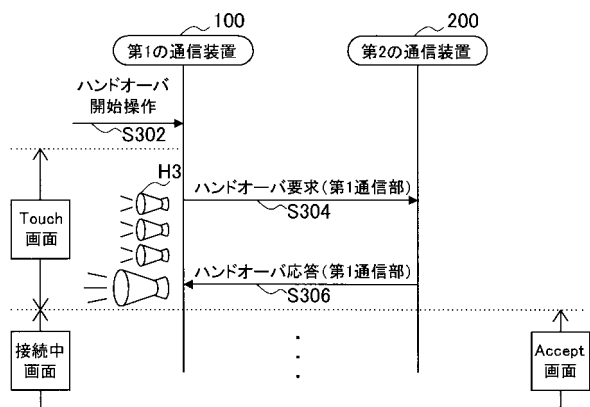 100
200
第1の通信装置
第2の通信装置
ハンドオーバ
開始操作
S302
H3
ハンドオーバ要求(第1通信部)
S304
Touch
画面
ハンドオーバ応答(第1通信部)
S306
接続中
画面
Accept
画面